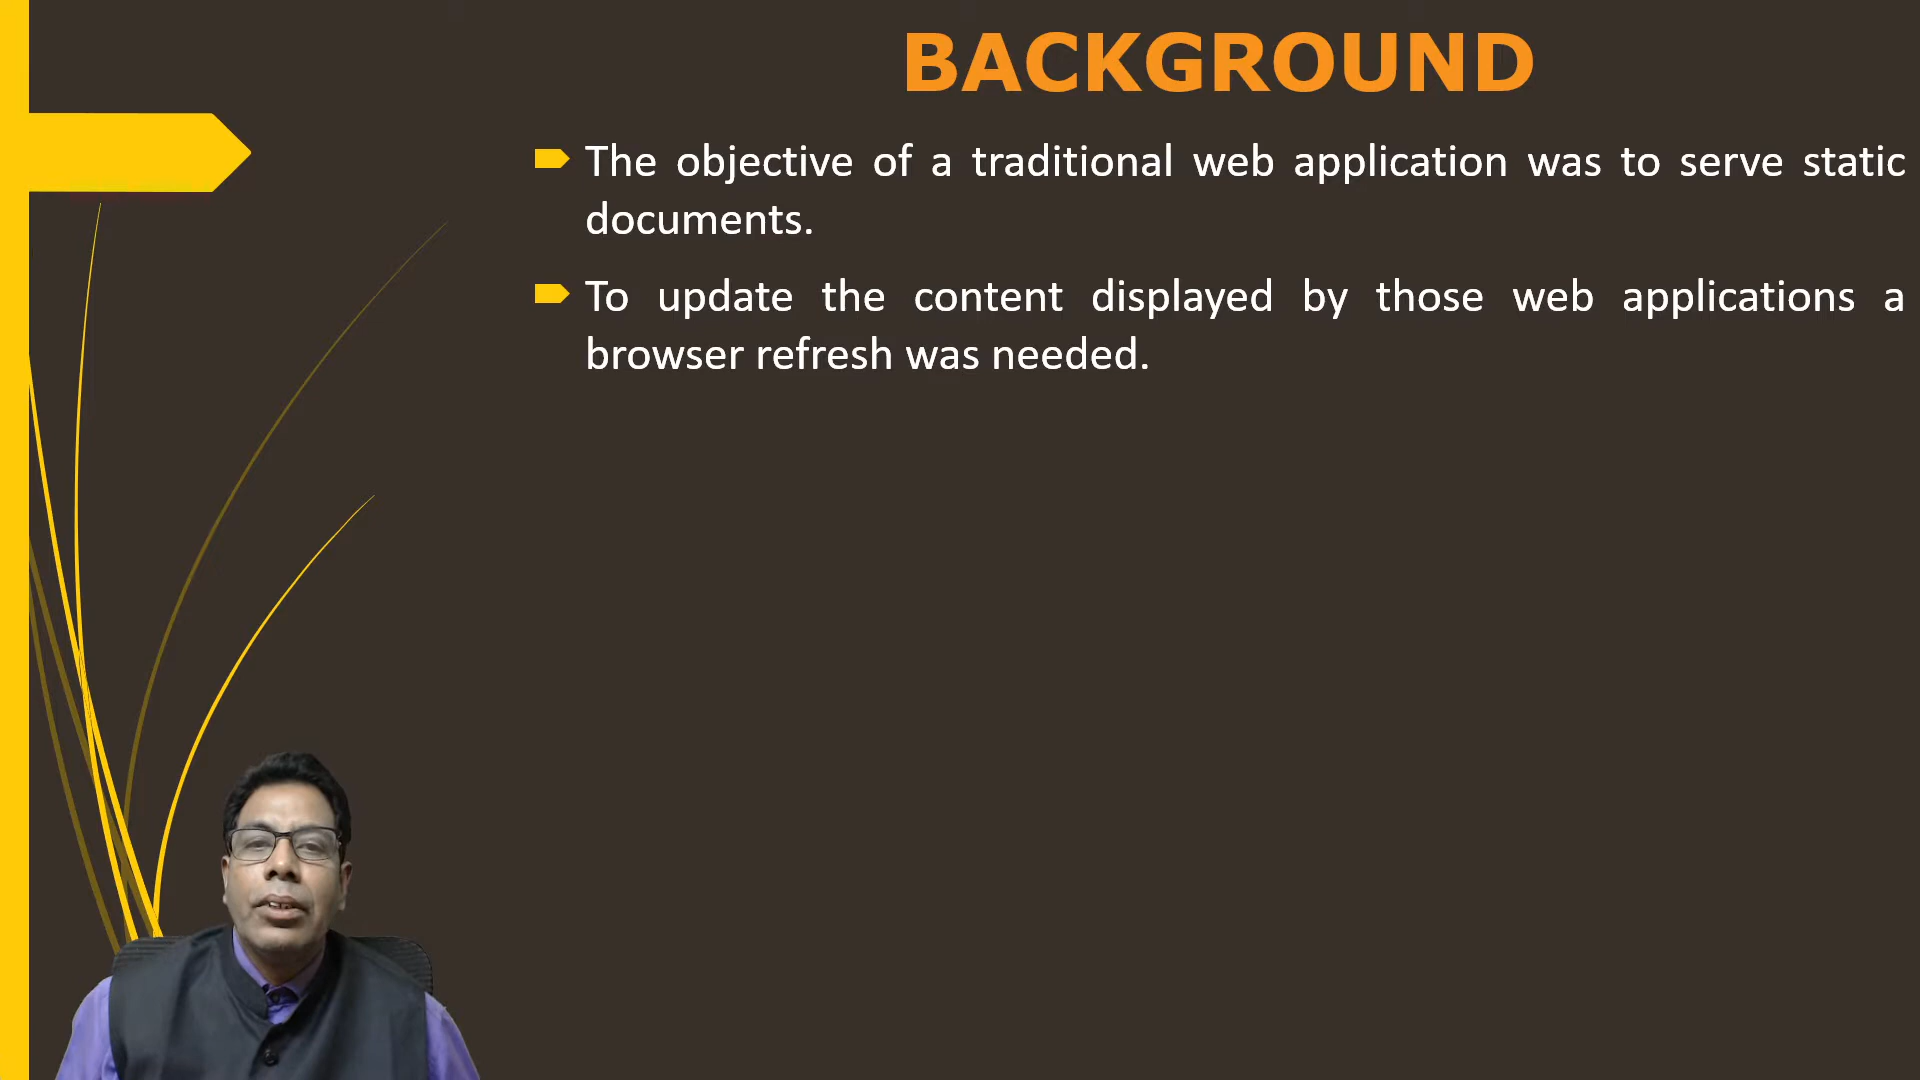 BACKGROUND
The objective of a traditional web application was to serve static
documents.
To update the content displayed by those web applications a
browser refresh was needed.